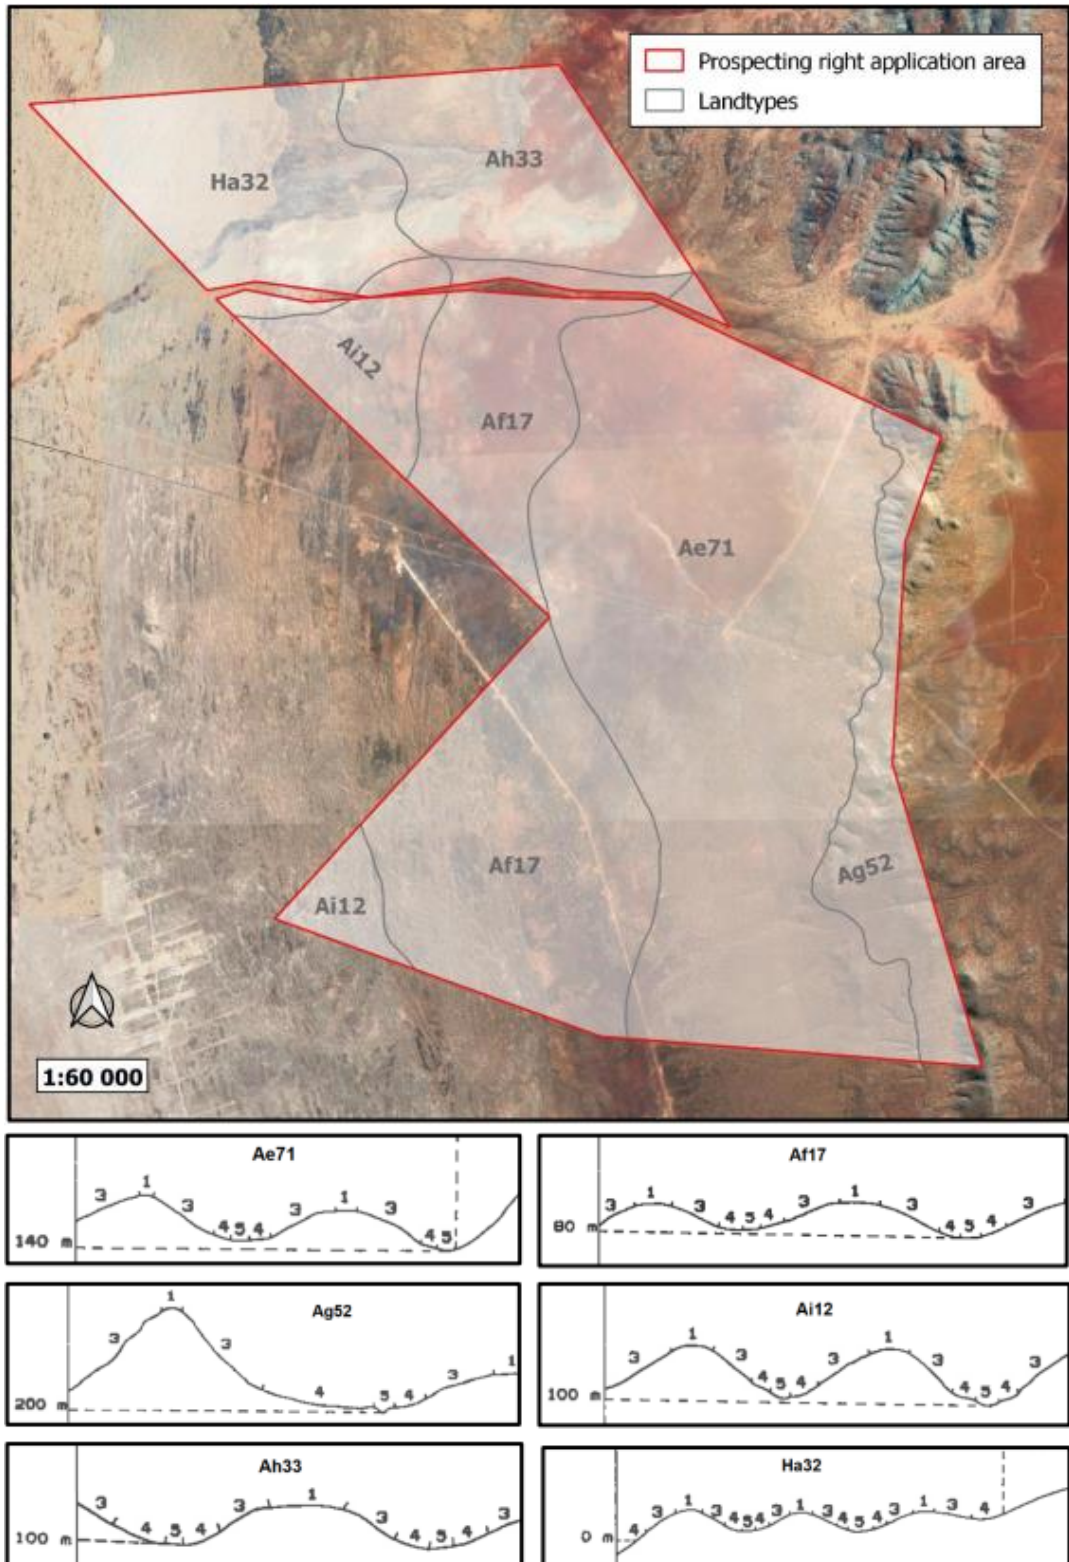 Prospecting right application area
Landtypes
Ah33
Ha32
Ai12
Af17
Ae71
Af17
Ag52
Ai12
1:60 000
Ae71
3 1 3 4 5 4 3 1 3 4 5
140 m
Af17
3 1 3 4 5 4 3 1 3 4 5 4 3
80 m
Ag52
3 1 3 4 5 4 3 1
200 m
Ai12
3 1 3 4 5 4 3 1 3 4 5 4 3
100 m
Ah33
3 4 5 4 3 1 3 4 5 4 3
100 m
Ha32
4 3 1 3 4 5 4 3 1 3 4 5 4 3 1 3 4
0 m